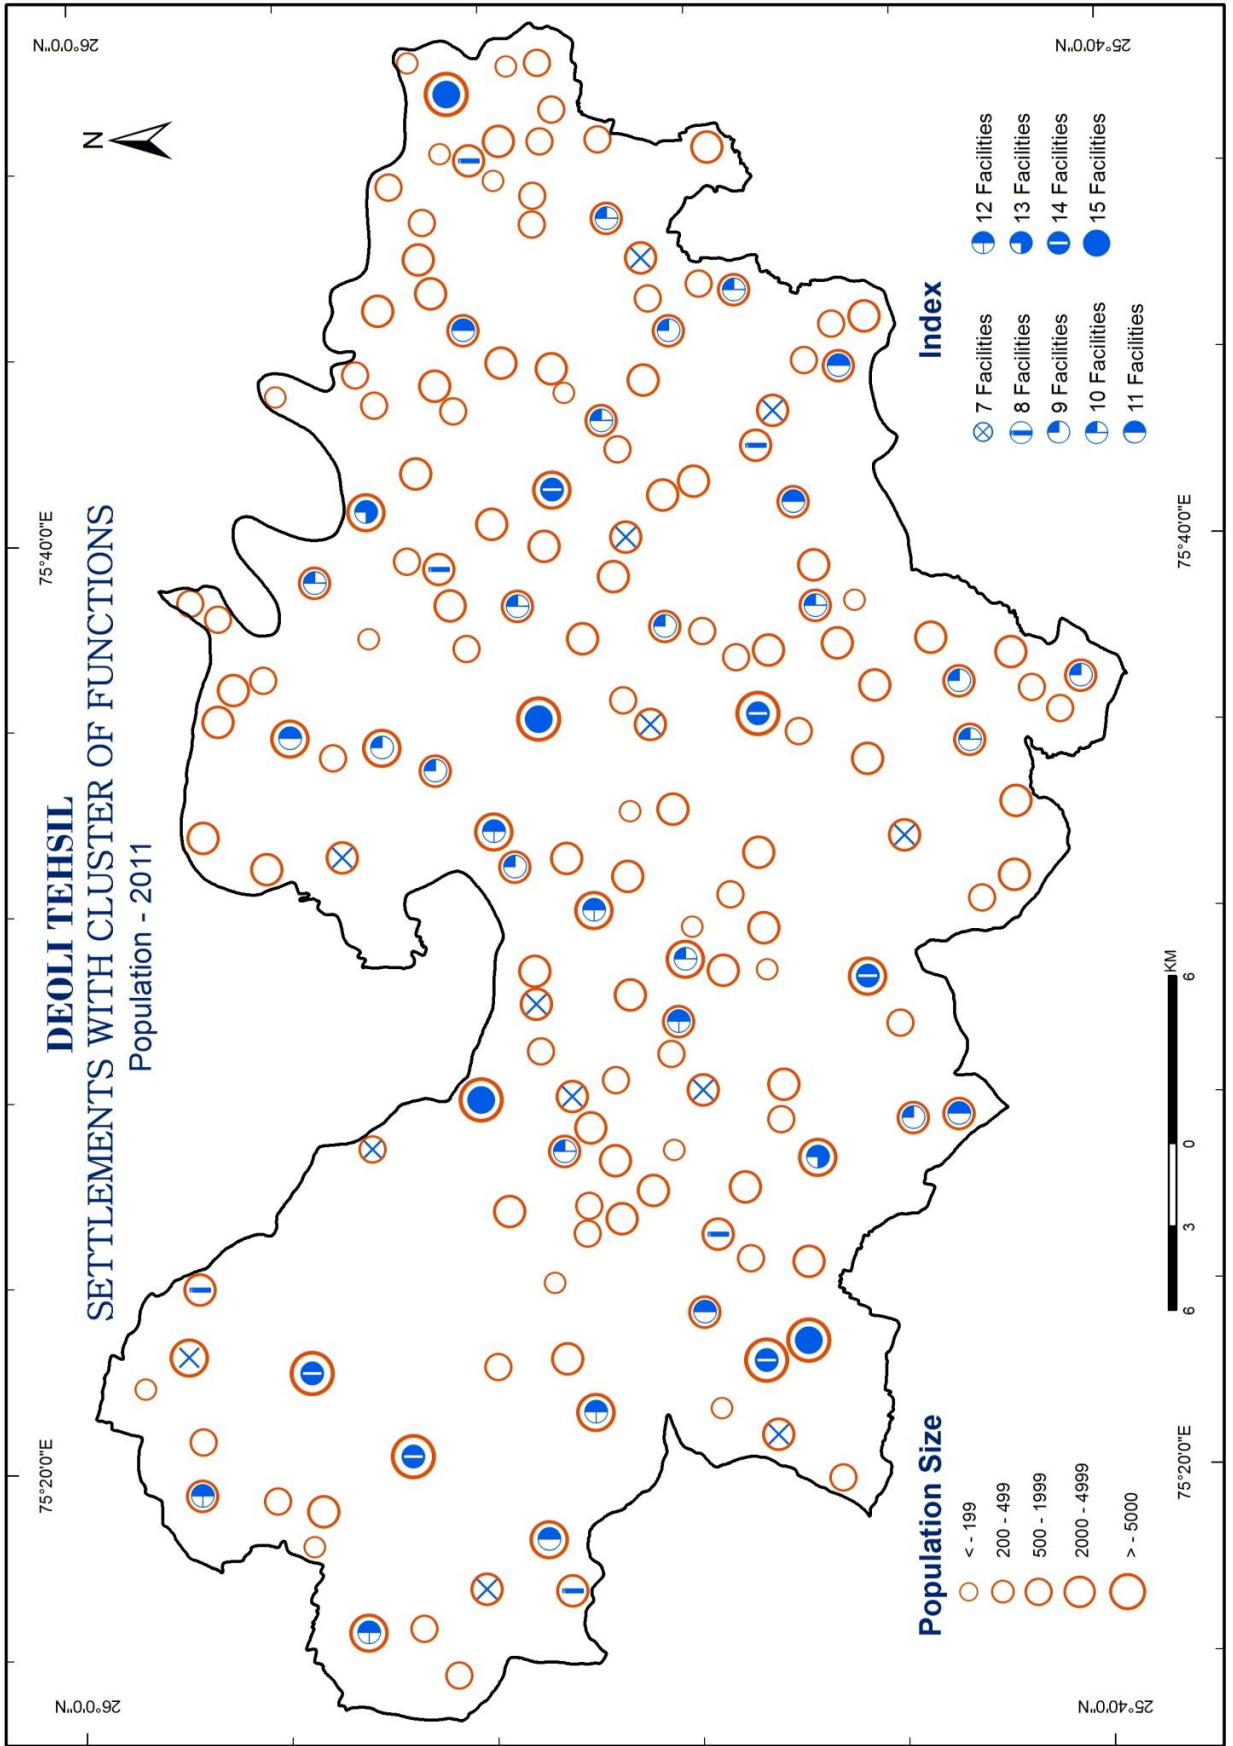 DEOLI TEHSIL
SETTLEMENTS WITH CLUSTER OF FUNCTIONS
Population - 2011
N
75°20'0"E
75°40'0"E
26°0'0"N
26°0'0"N
25°40'0"N
25°40'0"N
75°20'0"E
75°40'0"E
Population Size
< - 199
200 - 499
500 - 1999
2000 - 4999
> - 5000
6 3 0 6
KM
Index
7 Facilities
8 Facilities
9 Facilities
10 Facilities
11 Facilities
12 Facilities
13 Facilities
14 Facilities
15 Facilities